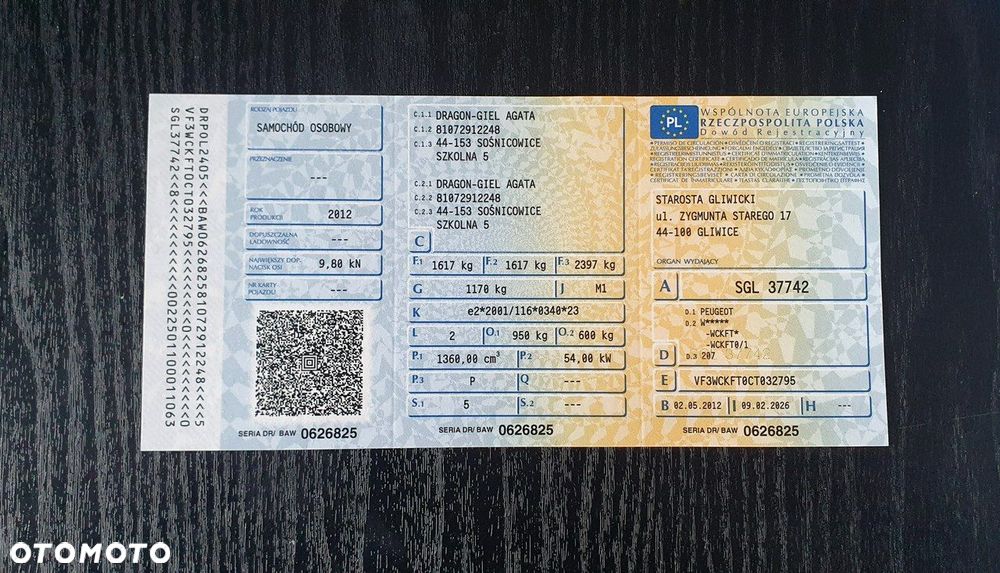 DRPOL2405<<BAW062682581072912248<<<<5
VF3WCKFT0CT032795<<<<<<<<<0<<<<<<<<<0
RODZAJ POJAZDU
SAMOCHÓD OSOBOWY
PRZEZNACZENIE
---
ROK PRODUKCJI
2012
DOPUSZCZALNA ŁADOWNOŚĆ
---
NAJWIĘKSZY DOP. NACISK OSI
9,80 kN
NR KARTY POJAZDU
---
SERIA DR/ BAW 0626825
C.1.1 DRAGON-GIEL AGATA
C.1.2 81072912248
C.1.3 44-153 SOŚNICOWICE
SZKOLNA 5
C.2.1 DRAGON-GIEL AGATA
C.2.2 81072912248
C.2.3 44-153 SOŚNICOWICE
SZKOLNA 5
C
F.1 1617 kg F.2 1617 kg F.3 2397 kg
G 1170 kg J M1
K e2*2001/116*0340*23
L 2 O.1 950 kg O.2 600 kg
P.1 1360,00 cm³ P.2 54,00 kW
P.3 P Q ---
S.1 5 S.2 ---
SERIA DR/ BAW 0626825
PL
WSPÓLNOTA EUROPEJSKA
RZECZPOSPOLITA POLSKA
Dowód Rejestracyjny
STAROSTA GLIWICKI
ul. ZYGMUNTA STAREGO 17
44-100 GLIWICE
ORGAN WYDAJĄCY
A SGL 37742
D.1 PEUGEOT
D.2 W*****
-WCKFT*
-WCKFT0/1
D D.3 207
E VF3WCKFT0CT032795
B 02.05.2012 I 09.02.2026 H ---
SERIA DR/ BAW 0626825
OTOMOTO